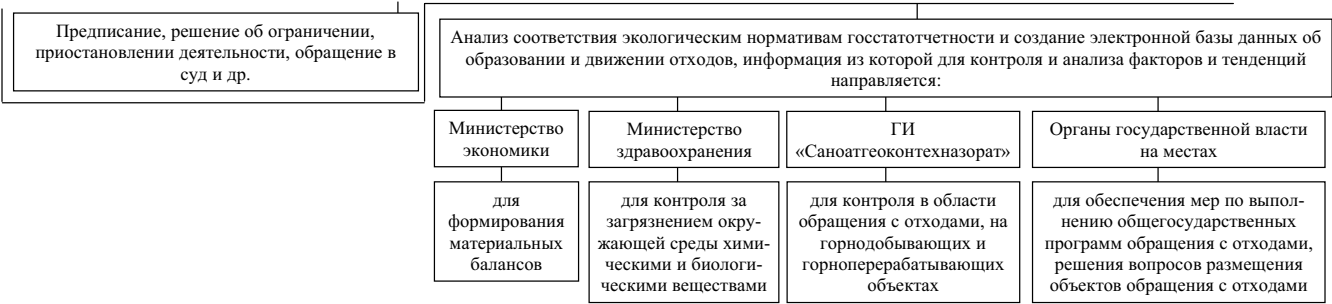 Предписание, решение об ограничении,
приостановлении деятельности, обращение в
суд и др.
Анализ соответствия экологическим нормативам госстатотчетности и создание электронной базы данных об
образовании и движении отходов, информация из которой для контроля и анализа факторов и тенденций
направляется:
Министерство
экономики
Министерство
здравоохранения
ГИ
«Саноатгеоконтехназорат»
Органы государственной власти
на местах
для
формирования
материальных
балансов
для контроля за
загрязнением окру-
жающей среды хими-
ческими и биологи-
ческими веществами
для контроля в области
обращения с отходами, на
горнодобывающих и
горноперерабатывающих
объектах
для обеспечения мер по выпол-
нению общегосударственных
программ обращения с отходами,
решения вопросов размещения
объектов обращения с отходами